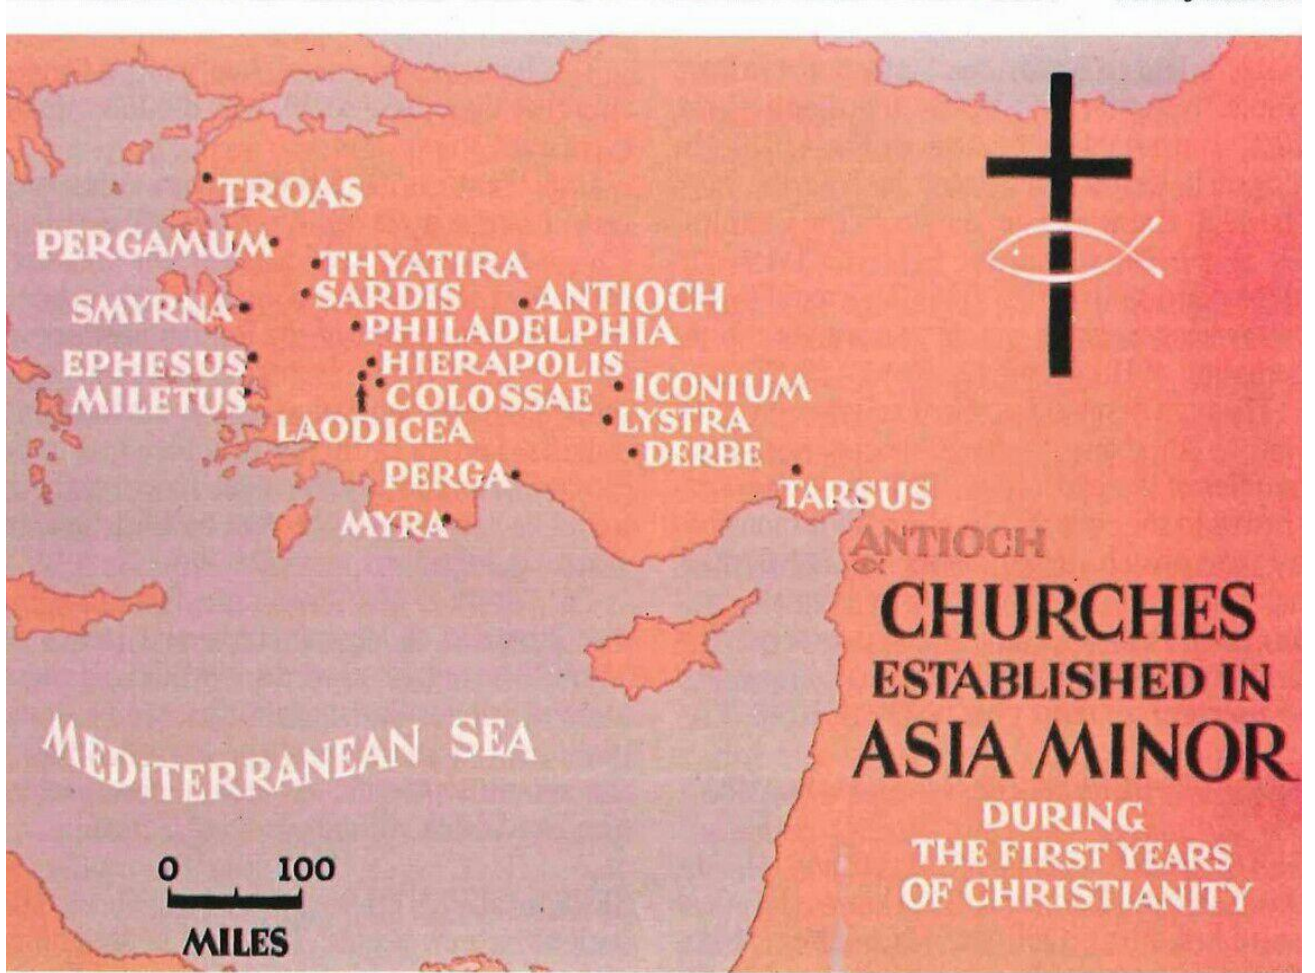 TROAS
PERGAMUM
THYATIRA
SARDIS
ANTIOCH
SMYRNA
PHILADELPHIA
EPHESUS
HIERAPOLIS
MILETUS
COLOSSAE
ICONIUM
LYSTRA
LAODICEA
DERBE
PERGA
TARSUS
MYRA
ANTIOCH
CHURCHES
ESTABLISHED IN
ASIA MINOR
DURING
THE FIRST YEARS
OF CHRISTIANITY
MEDITERRANEAN SEA
0 100
MILES